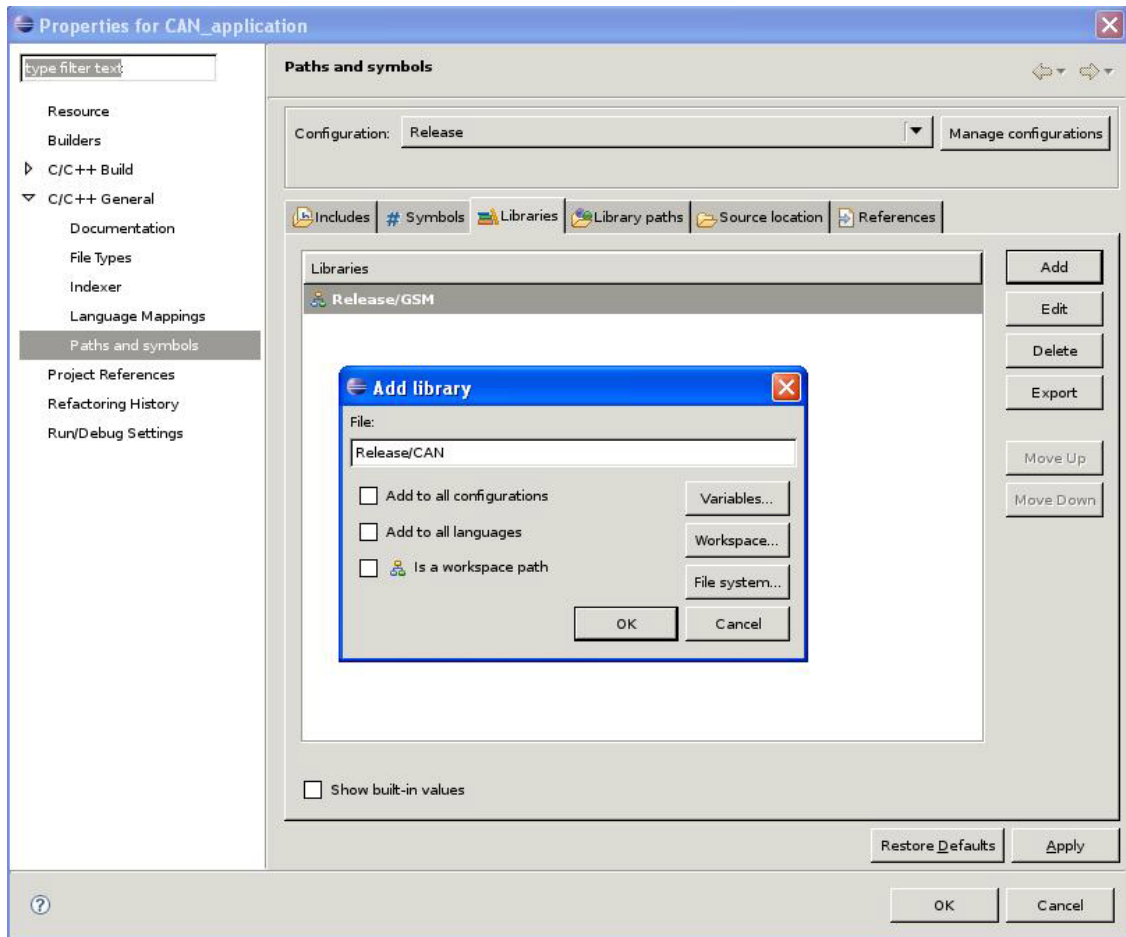 Properties for CAN_application
type filter text
Resource
Builders
C/C++ Build
C/C++ General
Documentation
File Types
Indexer
Language Mappings
Paths and symbols
Project References
Refactoring History
Run/Debug Settings
Paths and symbols
Configuration: Release Manage configurations
Includes # Symbols Libraries Library paths Source location References
Libraries
Release/GSM
Add
Edit
Delete
Export
Move Up
Move Down
Add library
File:
Release/CAN
Add to all configurations
Add to all languages
Is a workspace path
Variables...
Workspace...
File system...
OK Cancel
Show built-in values
Restore Defaults Apply
? OK Cancel